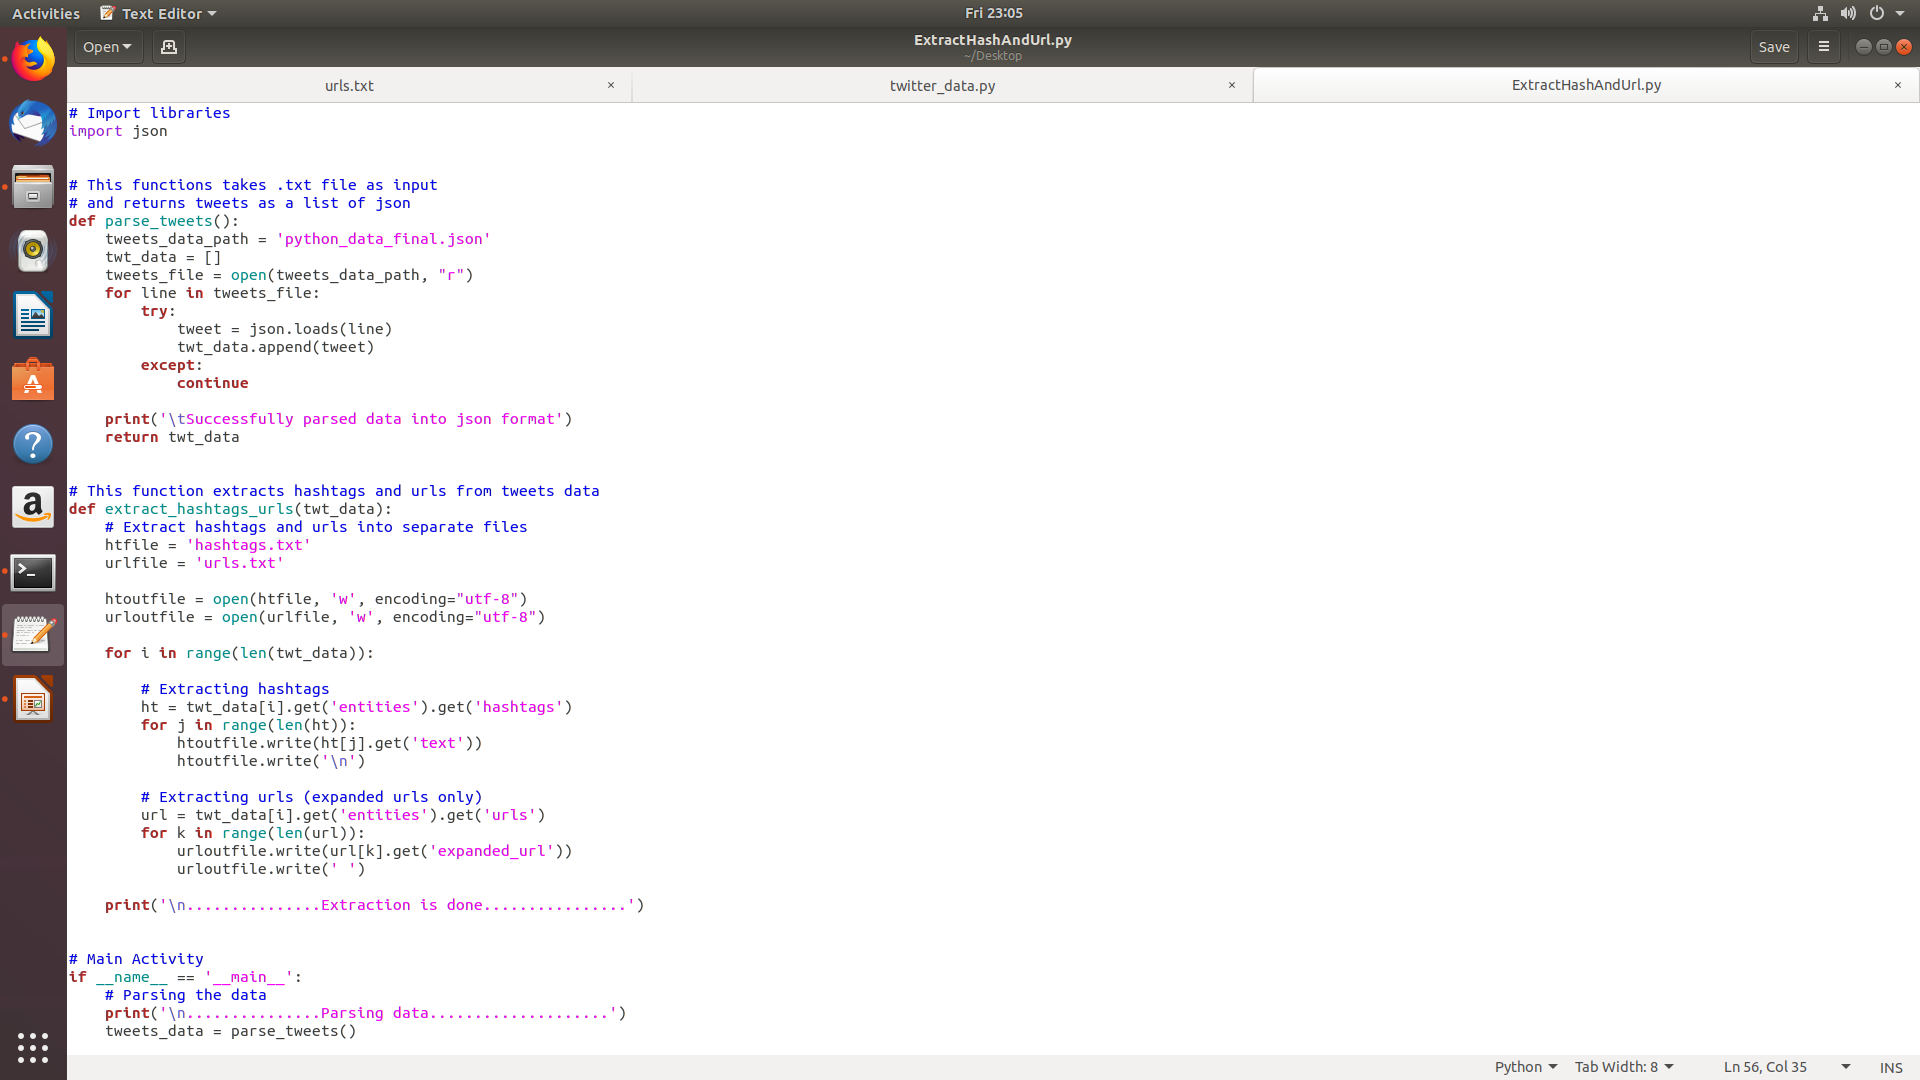 Activities Text Editor Fri 23:05
Open ExtractHashAndUrl.py Save
~/Desktop
urls.txt × twitter_data.py × ExtractHashAndUrl.py ×
# Import libraries
import json
# This functions takes .txt file as input
# and returns tweets as a list of json
def parse_tweets():
    tweets_data_path = 'python_data_final.json'
    twt_data = []
    tweets_file = open(tweets_data_path, "r")
    for line in tweets_file:
        try:
            tweet = json.loads(line)
            twt_data.append(tweet)
        except:
            continue
    print('\tSuccessfully parsed data into json format')
    return twt_data
# This function extracts hashtags and urls from tweets data
def extract_hashtags_urls(twt_data):
    # Extract hashtags and urls into separate files
    htfile = 'hashtags.txt'
    urlfile = 'urls.txt'
    htoutfile = open(htfile, 'w', encoding="utf-8")
    urloutfile = open(urlfile, 'w', encoding="utf-8")
    for i in range(len(twt_data)):
        # Extracting hashtags
        ht = twt_data[i].get('entities').get('hashtags')
        for j in range(len(ht)):
            htoutfile.write(ht[j].get('text'))
            htoutfile.write('\n')
        # Extracting urls (expanded urls only)
        url = twt_data[i].get('entities').get('urls')
        for k in range(len(url)):
            urloutfile.write(url[k].get('expanded_url'))
            urloutfile.write(' ')
    print('\n...............Extraction is done................')
# Main Activity
if __name__ == '__main__':
    # Parsing the data
    print('\n...............Parsing data....................')
    tweets_data = parse_tweets()
Python Tab Width: 8 Ln 56, Col 35 INS